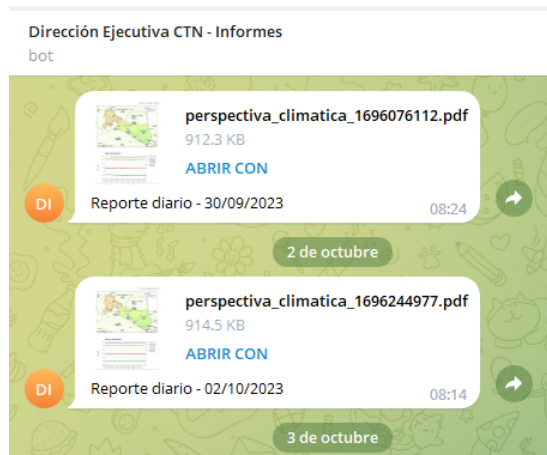 Dirección Ejecutiva CTN - Informes
bot
perspectiva_climatica_1696076112.pdf
912.3 KB
ABRIR CON
DI
Reporte diario - 30/09/2023
08:24
2 de octubre
perspectiva_climatica_1696244977.pdf
914.5 KB
ABRIR CON
DI
Reporte diario - 02/10/2023
08:14
3 de octubre